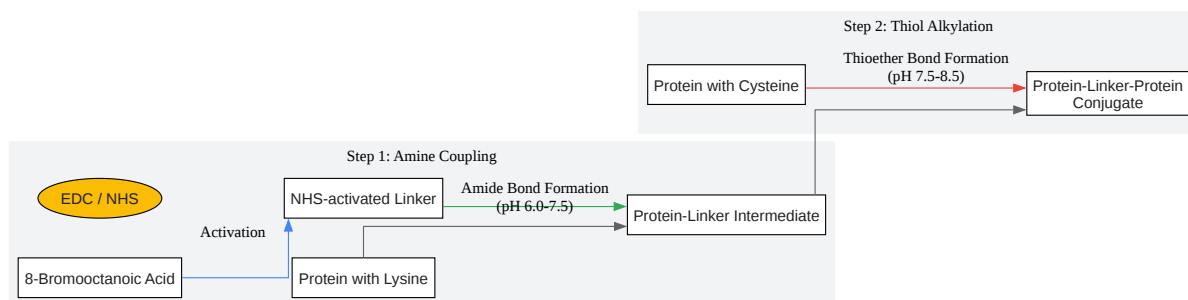 Step 2: Thiol Alkylation
Thioether Bond Formation
(pH 7.5-8.5)
Protein with Cysteine
Protein-Linker-Protein
Conjugate
Step 1: Amine Coupling
EDC / NHS
NHS-activated Linker
Amide Bond Formation
(pH 6.0-7.5)
Protein-Linker Intermediate
Activation
8-Bromooctanoic Acid
Protein with Lysine